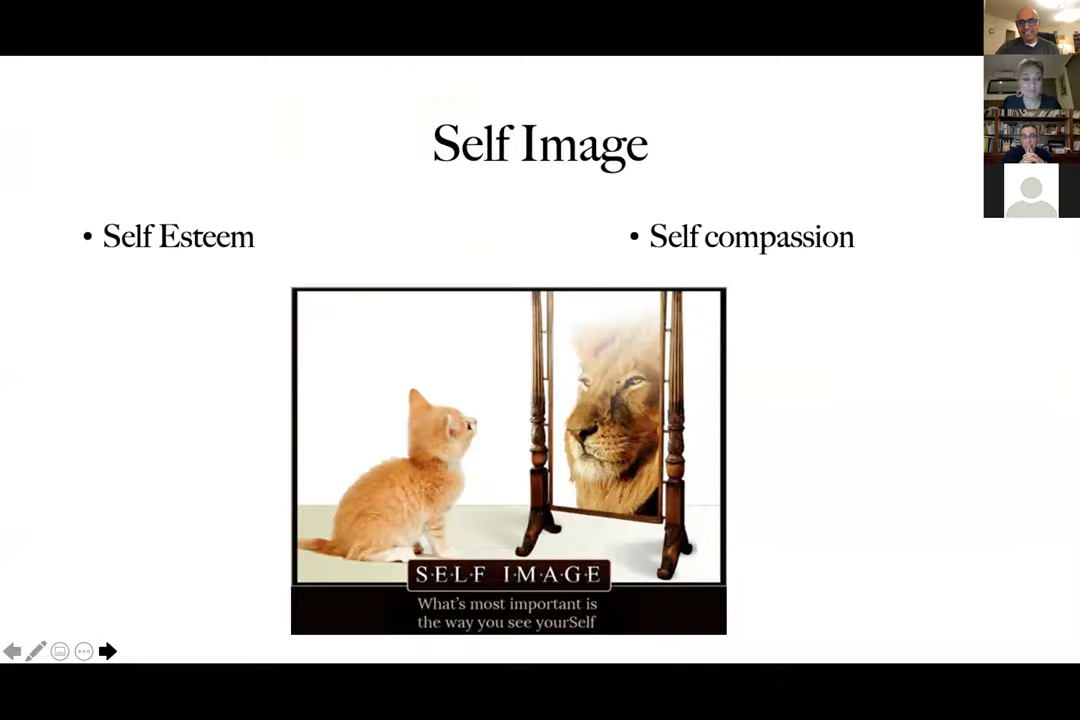 Self Image
• Self Esteem
• Self compassion
S·E·L·F I·M·A·G·E
What's most important is
the way you see yourSelf